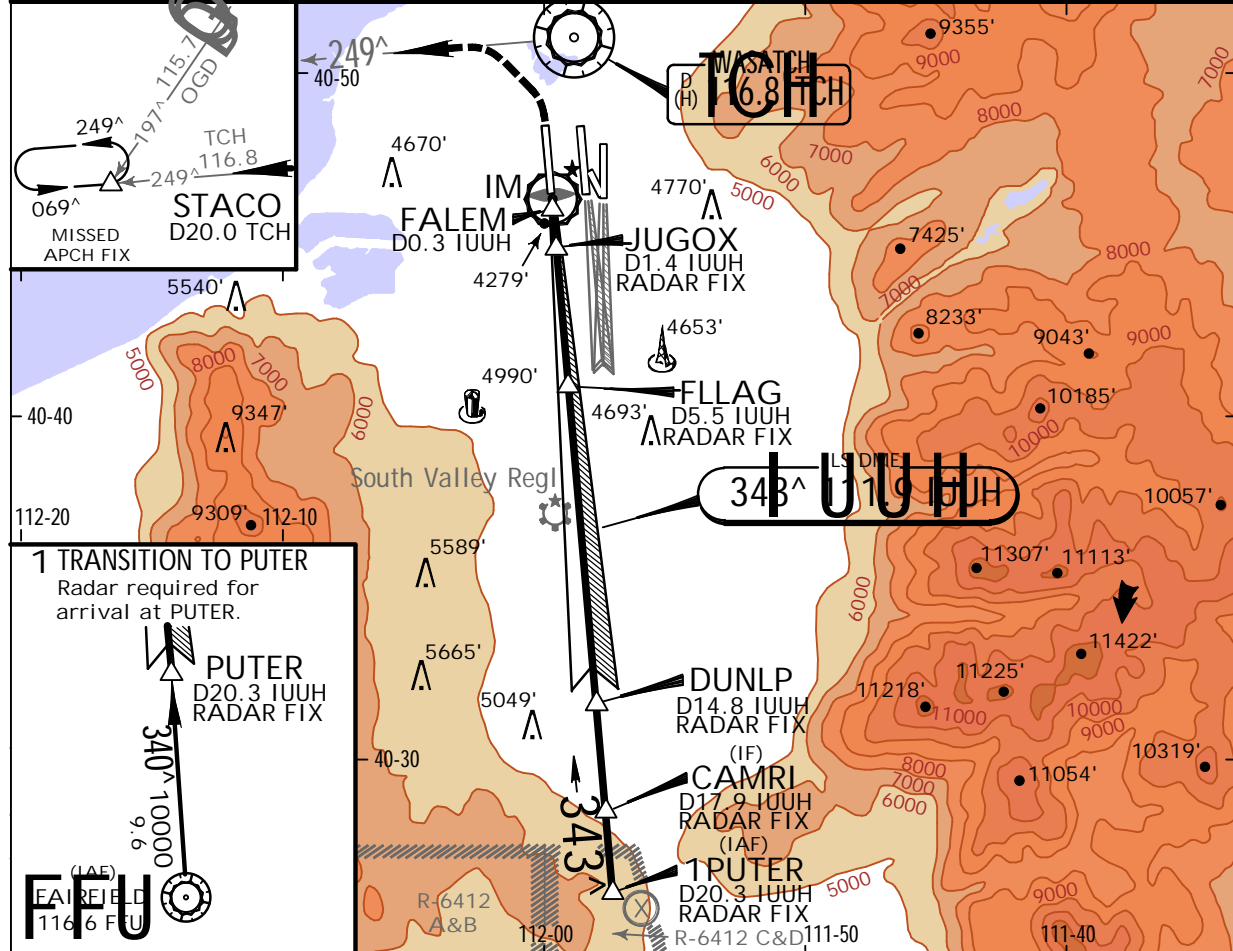 115.7
OGD
197^
249^
TCH
116.8
249^
069^
STACO
D20.0 TCH
MISSED
APCH FIX
249^
40-50
WASATCH
D
(H)
116.8 TCH
TCH
9355'
9000
7000
8000
7000
6000
5000
4670'
IM
FALEM
D0.3 IUUH
4279'
4770'
JUGOX
D1.4 IUUH
RADAR FIX
7425'
7000
8000
5540'
5000
8000
7000
6000
4653'
8233'
9043'
9000
4990'
FLLAG
D5.5 IUUH
RADAR FIX
4693'
10185'
10000
40-40
9347'
South Valley Regl
ILS DME
343^ 111.9 IUUH
I UUH
10057'
112-20
9309'
112-10
5589'
11307'
11113'
6000
1 TRANSITION TO PUTER
Radar required for
arrival at PUTER.
PUTER
D20.3 IUUH
RADAR FIX
340^
10000
9.6
(IAF)
FAIRFIELD
116.6 FFU
FFU
5665'
5049'
DUNLP
D14.8 IUUH
RADAR FIX
11422'
11225'
11218'
11000
10000
9000
40-30
(IF)
CAMRI
D17.9 IUUH
RADAR FIX
8000
7000
6000
11054'
10319'
343^
(IAF)
1PUTER
D20.3 IUUH
RADAR FIX
5000
9000
R-6412
A&B
X
R-6412 C&D
112-00
111-50
111-40